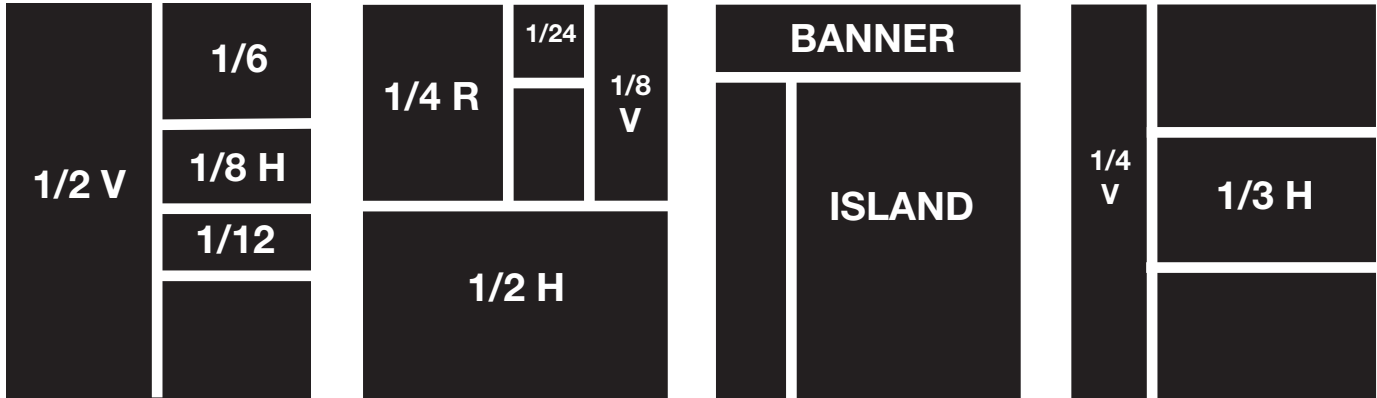 1/2 V
1/6
1/8 H
1/12
1/4 R
1/24
1/8
V
1/2 H
BANNER
ISLAND
1/4
V
1/3 H